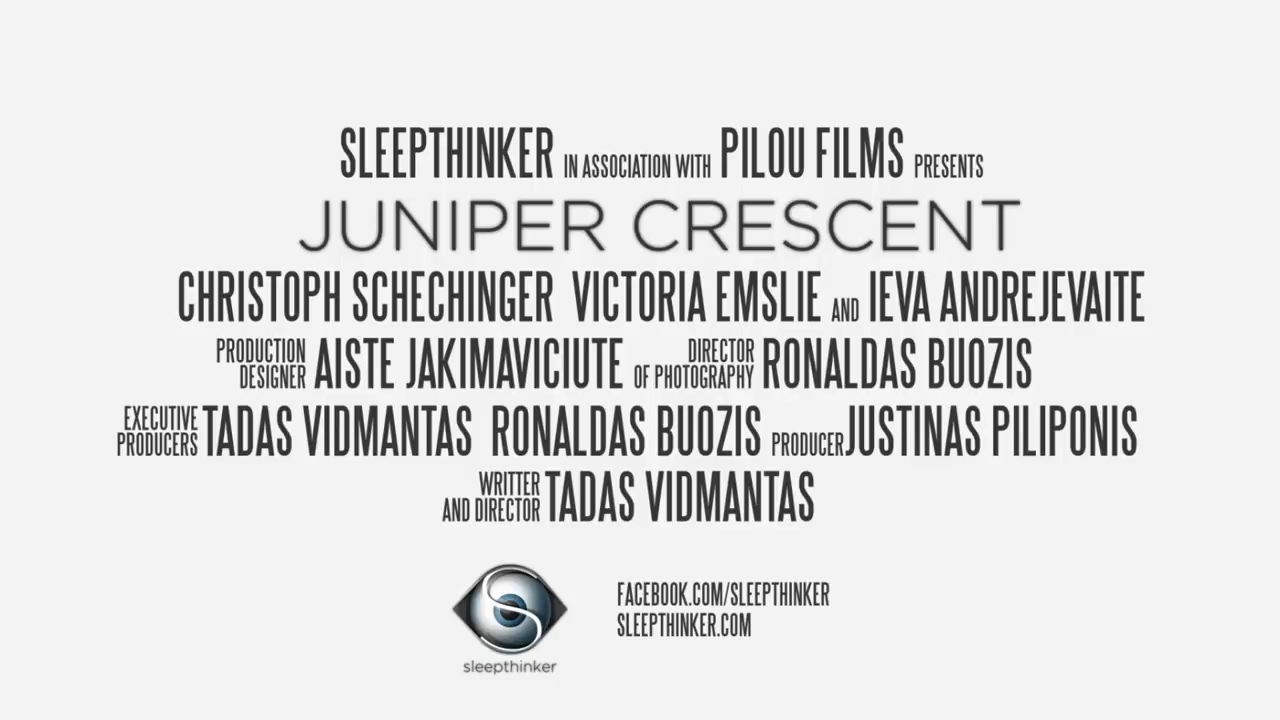 SLEEPTHINKER IN ASSOCIATION WITH PILOU FILMS PRESENTS
JUNIPER CRESCENT
CHRISTOPH SCHECHINGER VICTORIA EMSLIE AND IEVA ANDREJEVAITE
PRODUCTION DESIGNER AISTE JAKIMAVICIUTE DIRECTOR OF PHOTOGRAPHY RONALDAS BUOZIS
EXECUTIVE PRODUCERS TADAS VIDMANTAS RONALDAS BUOZIS PRODUCER JUSTINAS PILIPONIS
WRITTER AND DIRECTOR TADAS VIDMANTAS
FACEBOOK.COM/SLEEPTHINKER
SLEEPTHINKER.COM
sleepthinker